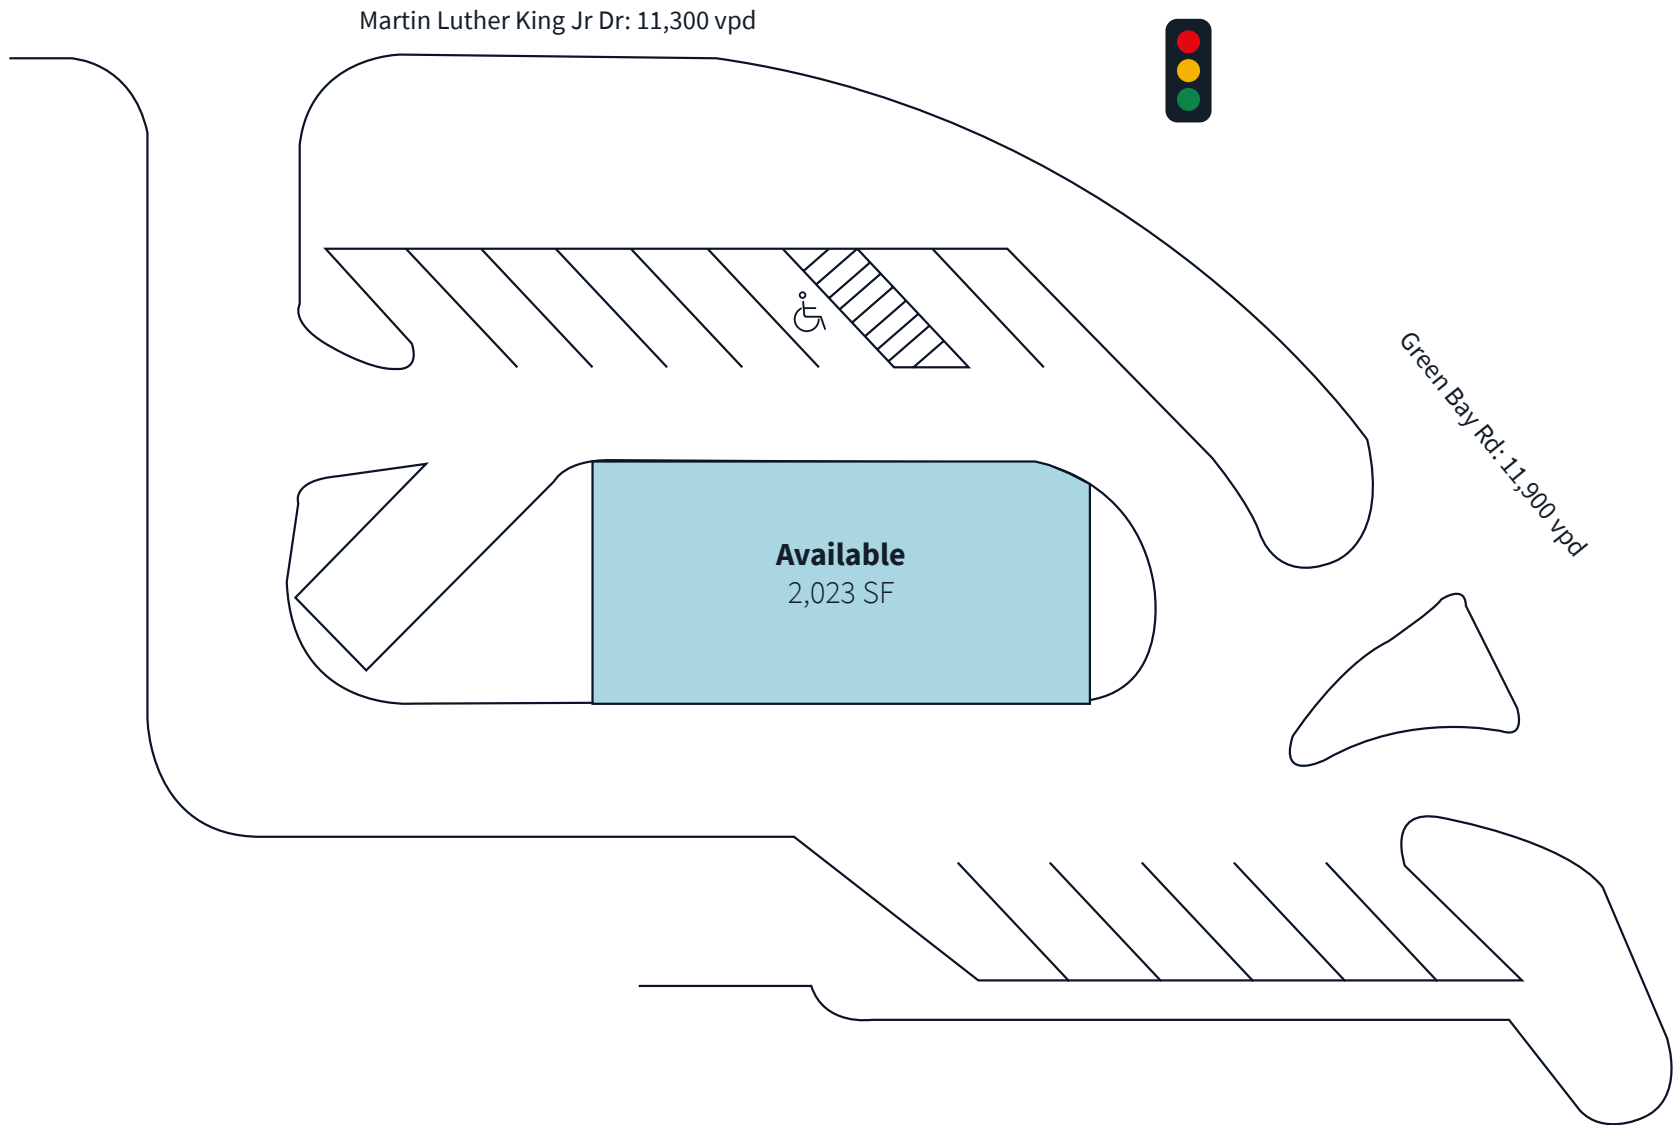 Martin Luther King Jr Dr: 11,300 vpd
Green Bay Rd: 11,900 vpd
Available
2,023 SF